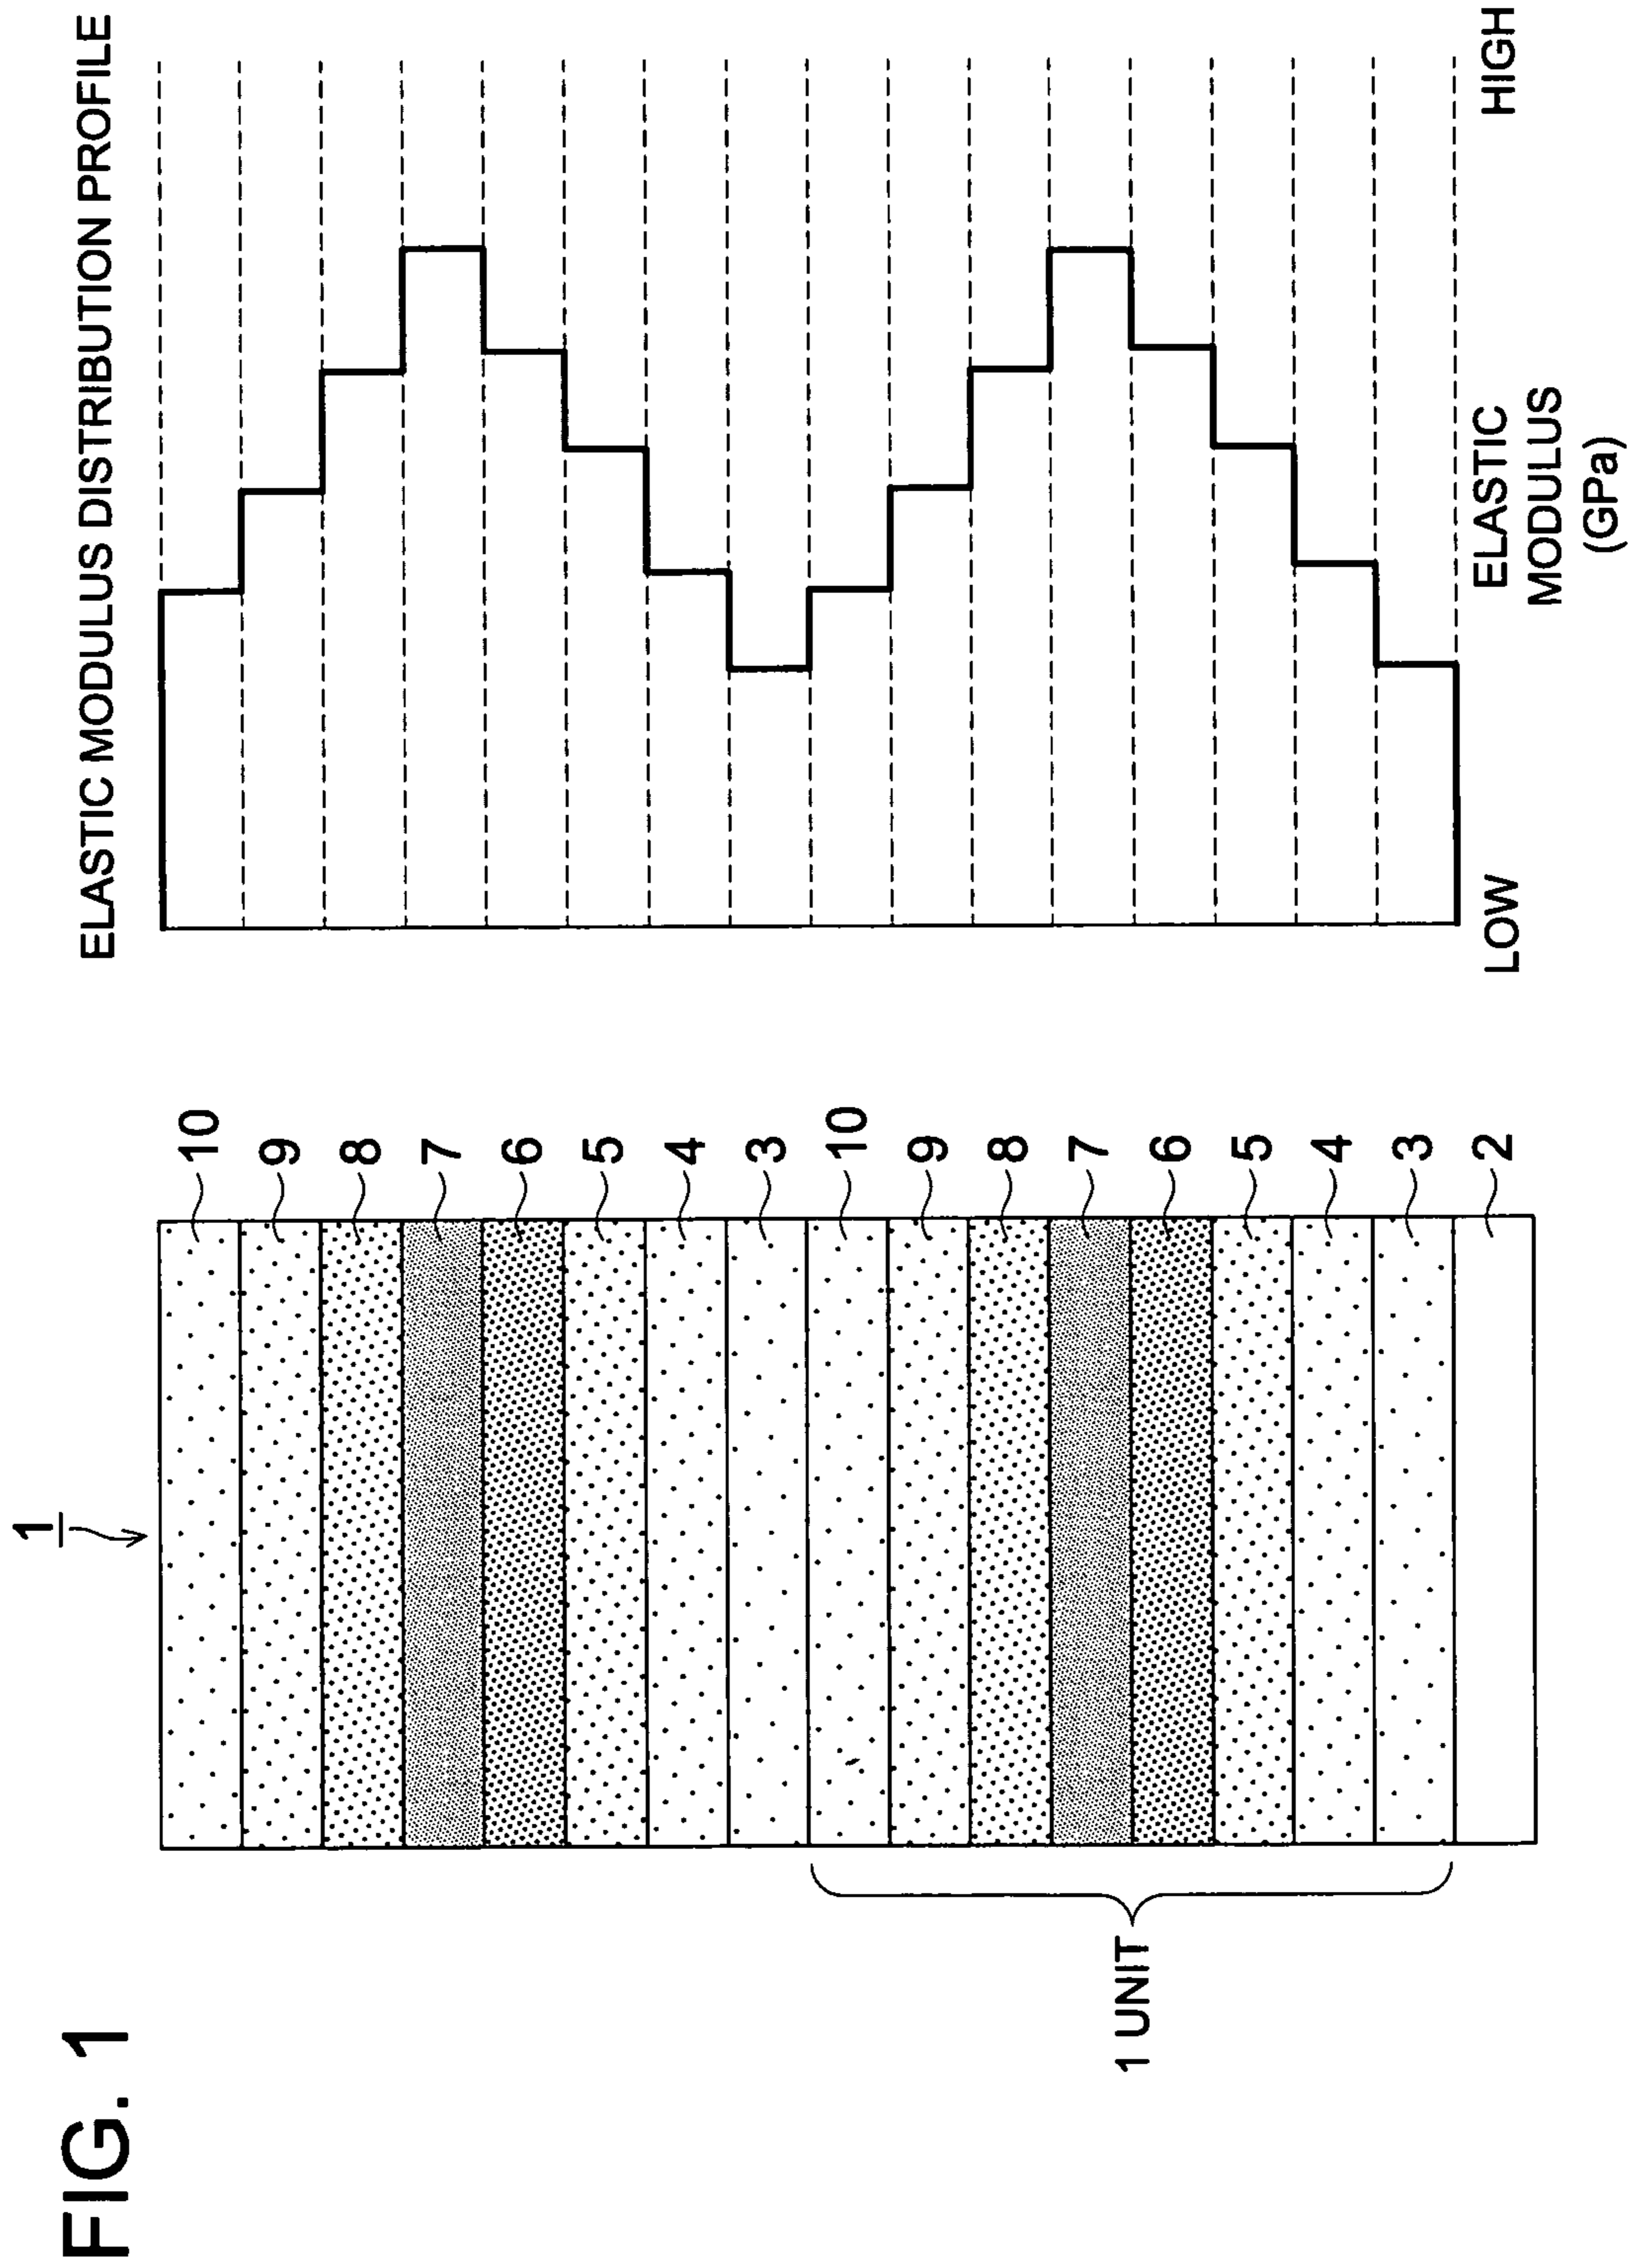 FIG. 1
1
ELASTIC MODULUS DISTRIBUTION PROFILE
10
9
8
7
6
5
4
3
10
9
8
7
6
5
4
3
2
1 UNIT
LOW
ELASTIC
MODULUS
(GPa)
HIGH